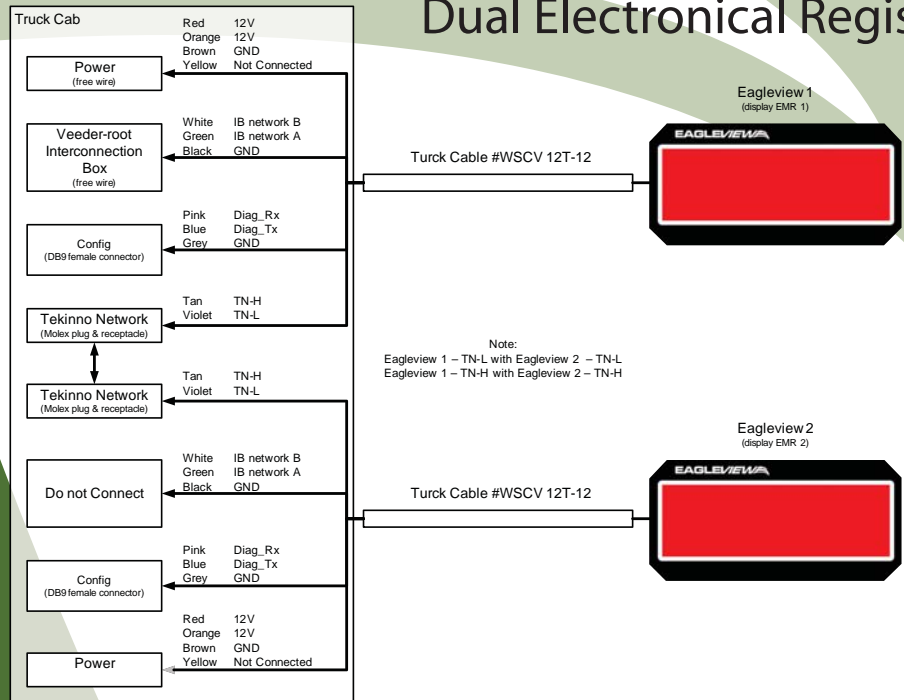 Dual Electronical Regis
Truck Cab
Red 12V
Orange 12V
Brown GND
Yellow Not Connected
Power
(free wire)
White IB network B
Green IB network A
Black GND
Veeder-root
Interconnection
Box
(free wire)
Pink Diag_Rx
Blue Diag_Tx
Grey GND
Config
(DB9 female connector)
Tan TN-H
Violet TN-L
Tekinno Network
(Molex plug & receptacle)
Turck Cable #WSCV 12T-12
Eagleview 1
(display EMR 1)
EAGLEVIEW
Note:
Eagleview 1 – TN-L with Eagleview 2 – TN-L
Eagleview 1 – TN-H with Eagleview 2 – TN-H
Tan TN-H
Violet TN-L
Tekinno Network
(Molex plug & receptacle)
White IB network B
Green IB network A
Black GND
Do not Connect
Pink Diag_Rx
Blue Diag_Tx
Grey GND
Config
(DB9 female connector)
Red 12V
Orange 12V
Brown GND
Yellow Not Connected
Power
Turck Cable #WSCV 12T-12
Eagleview 2
(display EMR 2)
EAGLEVIEW